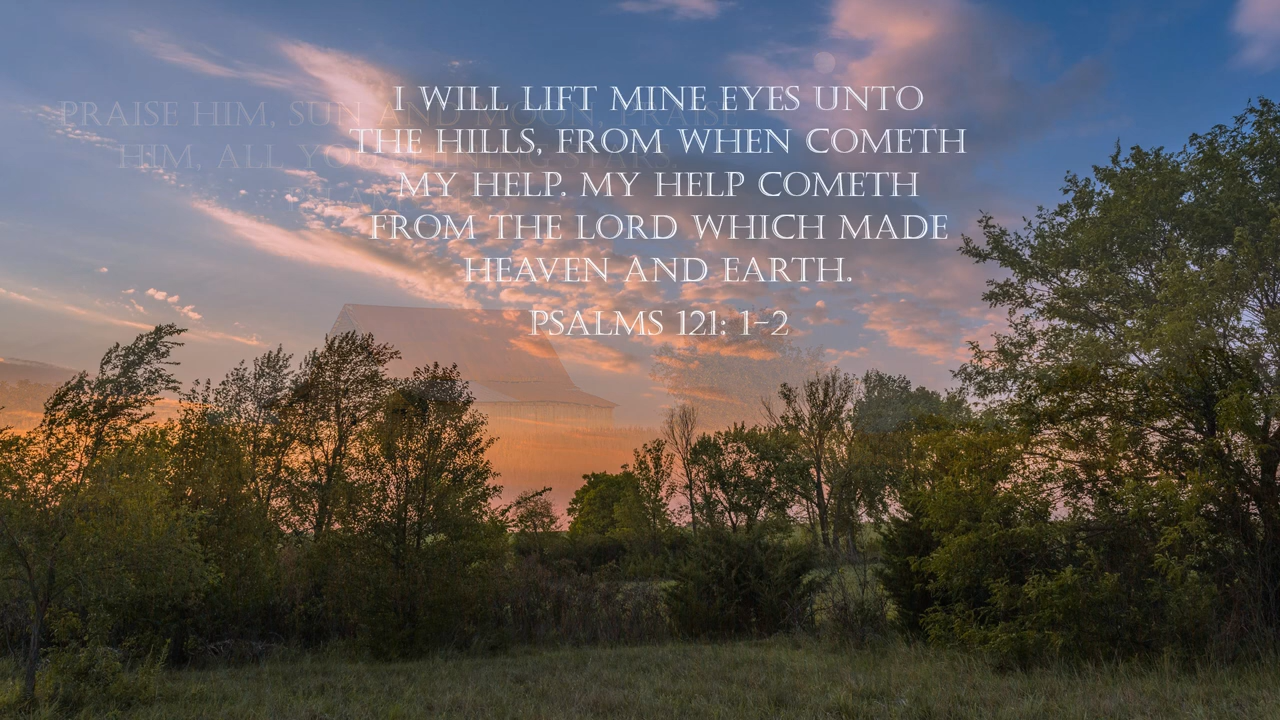 I WILL LIFT MINE EYES UNTO
THE HILLS, FROM WHEN COMETH
MY HELP. MY HELP COMETH
FROM THE LORD WHICH MADE
HEAVEN AND EARTH.
PSALMS 121: 1-2
PRAISE HIM, SUN AND MOON, PRAISE
HIM, ALL YOU SHINING STARS.